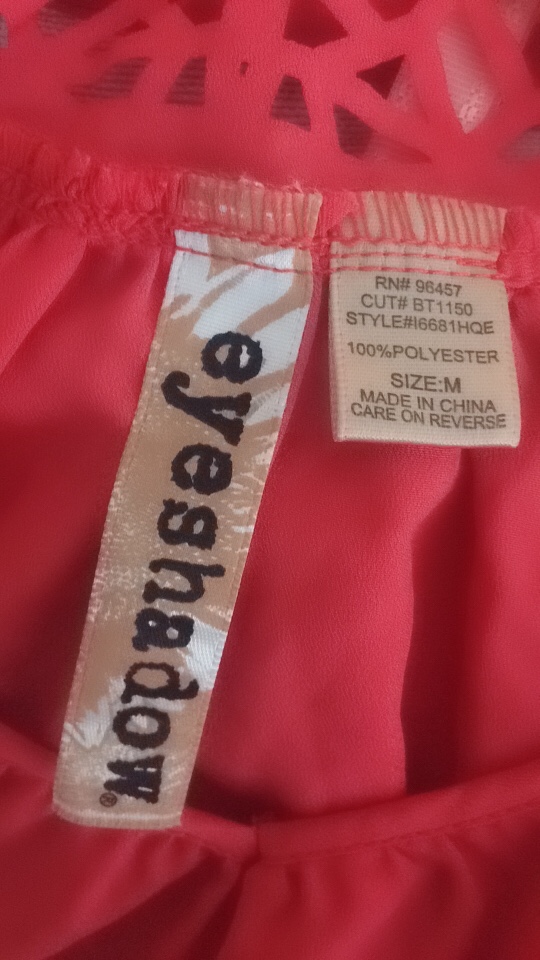 eyeshadow®
RN# 96457
CUT# BT1150
STYLE#I6681HQE
100%POLYESTER
SIZE:M
MADE IN CHINA
CARE ON REVERSE